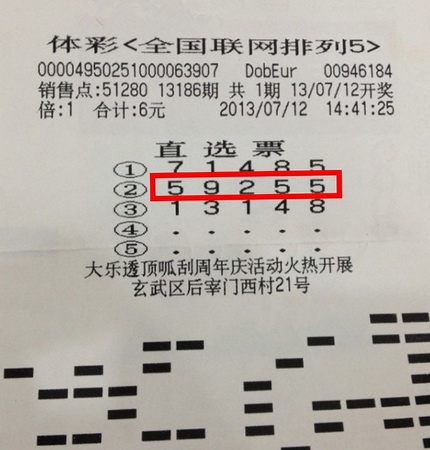 体彩<全国联网排列5>
00004950251000063907 DobEur 00946184
销售点:51280 13186期 共1期 13/07/12开奖
倍:1 合计:6元 2013/07/12 14:41:25
直选票
① 7 1 4 8 5
② 5 9 2 5 5
③ 1 3 1 4 8
④ . . . . .
⑤ . . . . .
大乐透顶呱刮周年庆活动火热开展
玄武区后宰门西村21号